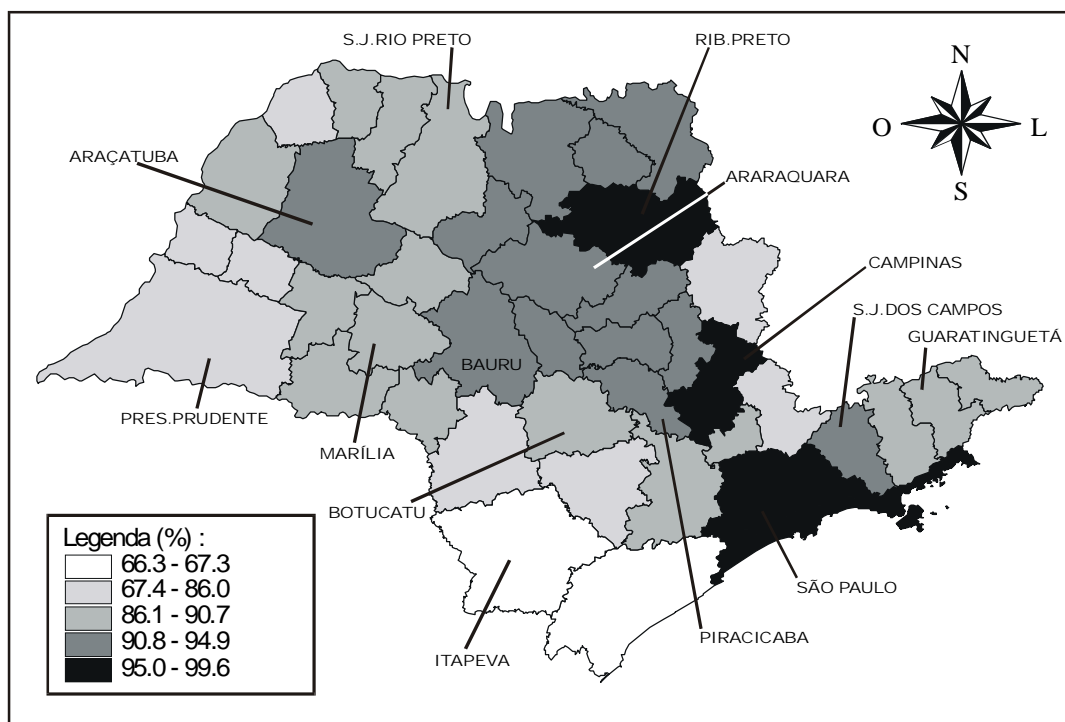 S.J.RIO PRETO
RIB.PRETO
N
O
L
S
ARAÇATUBA
ARARAQUARA
CAMPINAS
S.J.DOS CAMPOS
GUARATINGUETÁ
BAURU
PRES.PRUDENTE
MARÍLIA
BOTUCATU
SÃO PAULO
PIRACICABA
ITAPEVA
Legenda (%) :
66.3 - 67.3
67.4 - 86.0
86.1 - 90.7
90.8 - 94.9
95.0 - 99.6